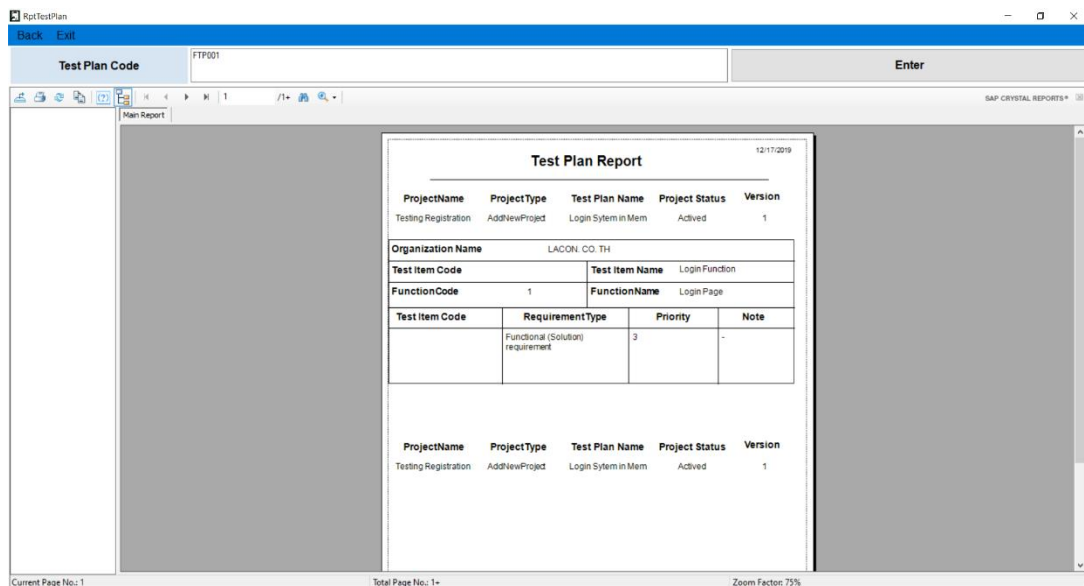 RptTestPlan
Back Exit
Test Plan Code FTP001 Enter
1 /1+ SAP CRYSTAL REPORTS®
Main Report
12/17/2019
Test Plan Report
ProjectName ProjectType Test Plan Name Project Status Version
Testing Registration AddNewProject Login Sytem in Mem Actived 1
Organization Name LACON. CO. TH
Test Item Code Test Item Name Login Function
FunctionCode 1 FunctionName Login Page
Test Item Code RequirementType Priority Note
Functional (Solution) 3 -
requirement
ProjectName ProjectType Test Plan Name Project Status Version
Testing Registration AddNewProject Login Sytem in Mem Actived 1
Current Page No.: 1 Total Page No.: 1+ Zoom Factor: 75%